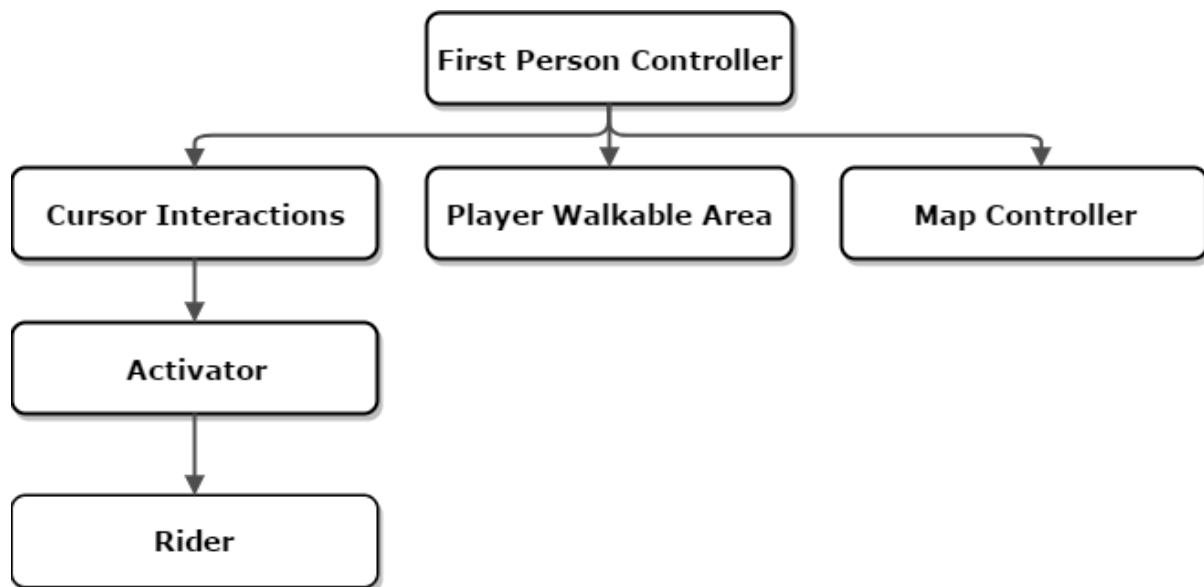 First Person Controller
Cursor Interactions
Player Walkable Area
Map Controller
Activator
Rider